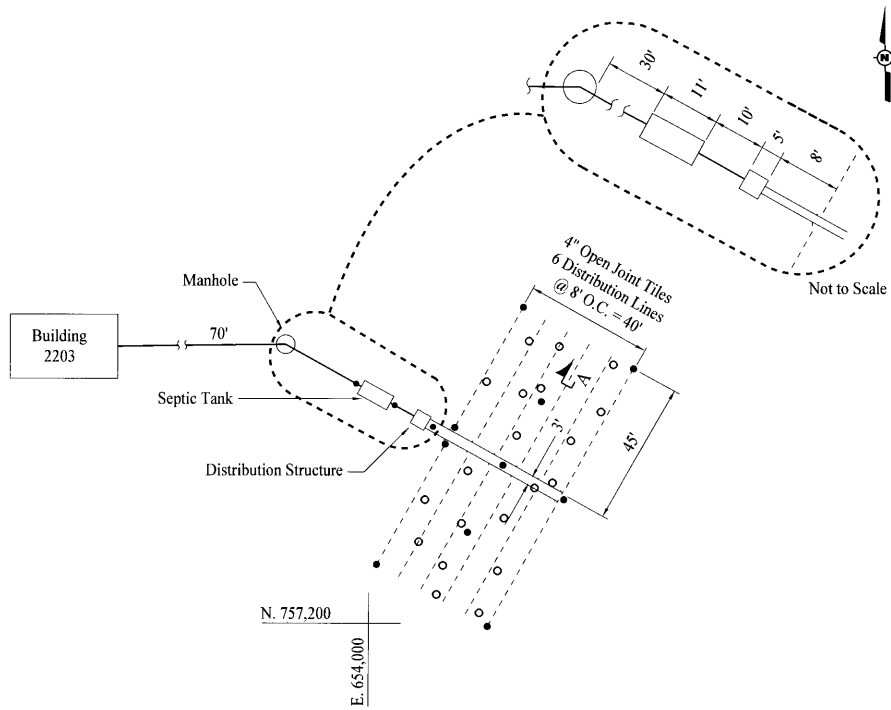 N
30'
11'
10'
5'
8'
Not to Scale
4" Open Joint Tiles
6 Distribution Lines
@ 8' O.C. = 40'
Manhole
Building
2203
70'
Septic Tank
A
3'
45'
Distribution Structure
N. 757,200
E. 654,000